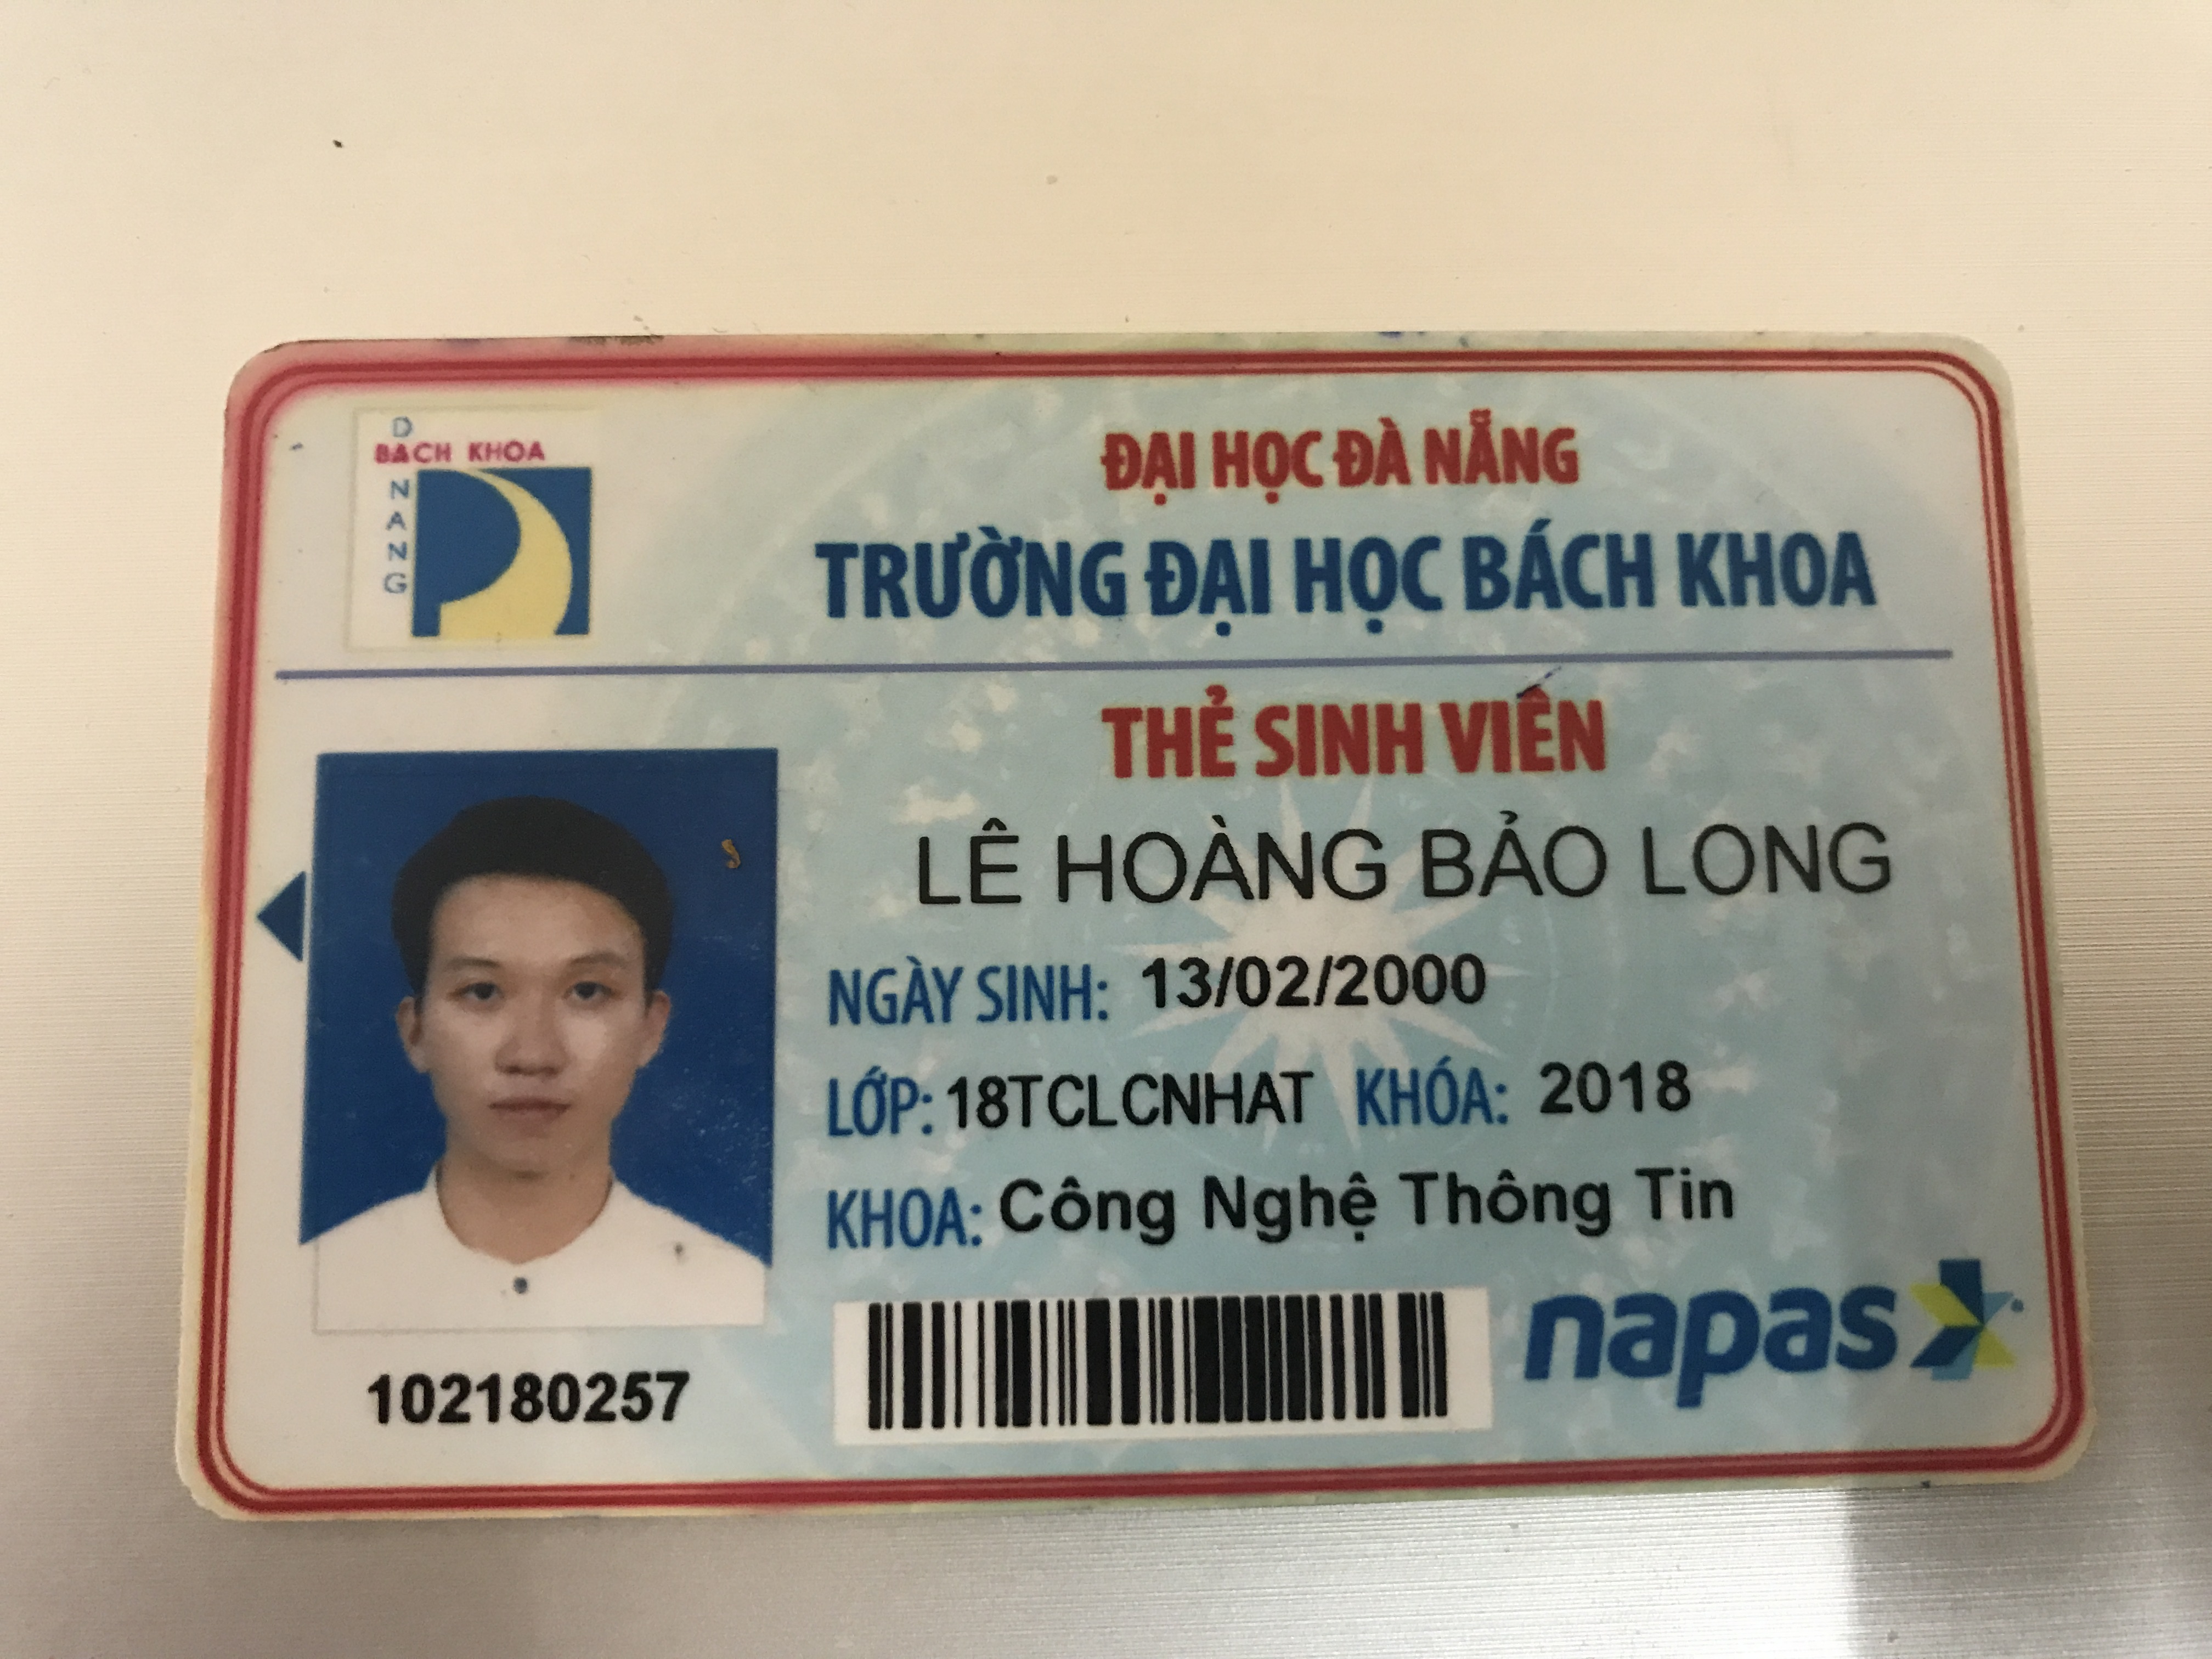 D
BACH KHOA
N
A
N
G
ĐẠI HỌC ĐÀ NẴNG
TRƯỜNG ĐẠI HỌC BÁCH KHOA
THẺ SINH VIÊN
LÊ HOÀNG BẢO LONG
NGÀY SINH: 13/02/2000
LỚP: 18TCLCNHAT KHÓA: 2018
KHOA: Công Nghệ Thông Tin
102180257
napas